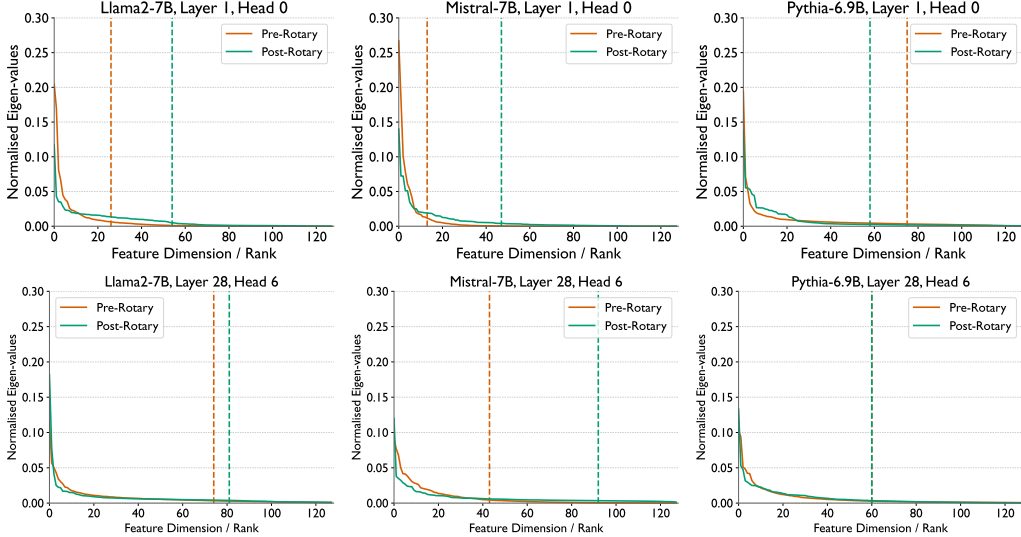 Llama2-7B, Layer 1, Head 0
Normalised Eigen-values
0.30
0.25
0.20
0.15
0.10
0.05
0.00
Pre-Rotary
Post-Rotary
0 20 40 60 80 100 120
Feature Dimension / Rank
Mistral-7B, Layer 1, Head 0
Normalised Eigen-values
0.30
0.25
0.20
0.15
0.10
0.05
0.00
Pre-Rotary
Post-Rotary
0 20 40 60 80 100 120
Feature Dimension / Rank
Pythia-6.9B, Layer 1, Head 0
Normalised Eigen-values
0.30
0.25
0.20
0.15
0.10
0.05
0.00
Pre-Rotary
Post-Rotary
0 20 40 60 80 100 120
Feature Dimension / Rank
Llama2-7B, Layer 28, Head 6
Normalised Eigen-values
0.30
0.25
0.20
0.15
0.10
0.05
0.00
Pre-Rotary
Post-Rotary
0 20 40 60 80 100 120
Feature Dimension / Rank
Mistral-7B, Layer 28, Head 6
Normalised Eigen-values
0.30
0.25
0.20
0.15
0.10
0.05
0.00
Pre-Rotary
Post-Rotary
0 20 40 60 80 100 120
Feature Dimension / Rank
Pythia-6.9B, Layer 28, Head 6
Normalised Eigen-values
0.30
0.25
0.20
0.15
0.10
0.05
0.00
Pre-Rotary
Post-Rotary
0 20 40 60 80 100 120
Feature Dimension / Rank